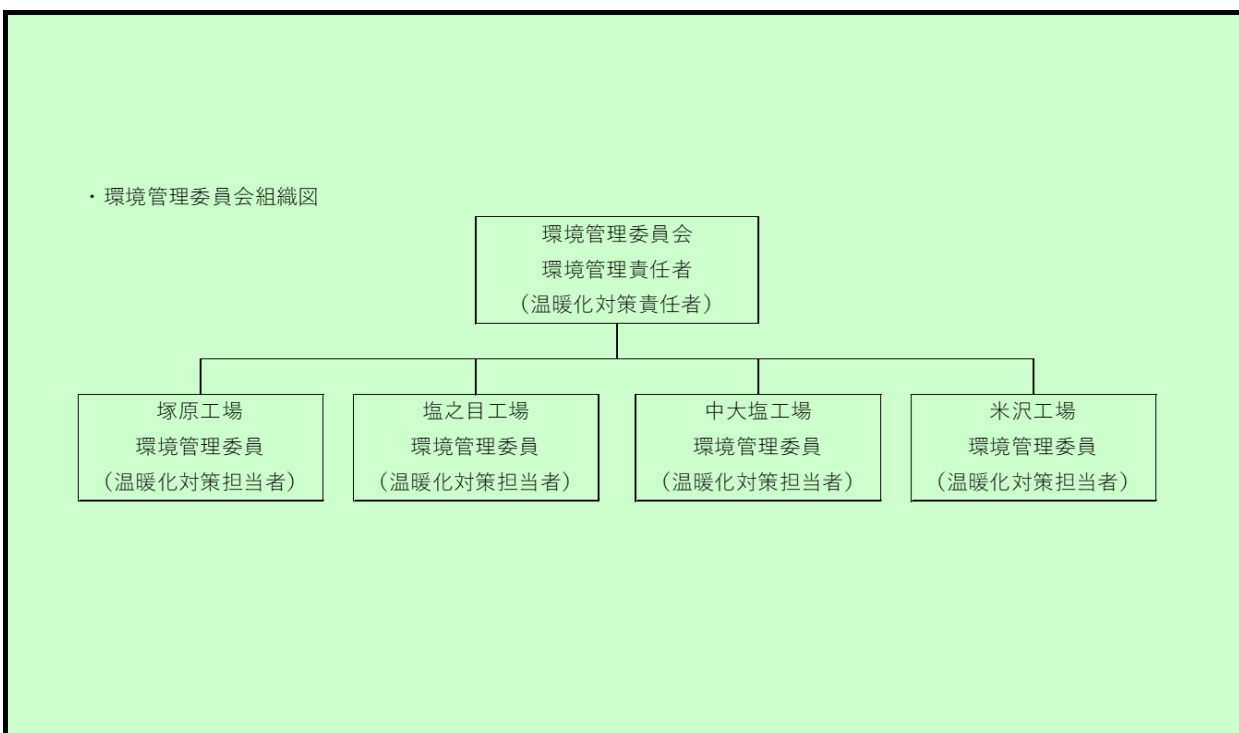 ・環境管理委員会組織図
環境管理委員会
環境管理責任者
（温暖化対策責任者）
塚原工場
環境管理委員
（温暖化対策担当者）
塩之目工場
環境管理委員
（温暖化対策担当者）
中大塩工場
環境管理委員
（温暖化対策担当者）
米沢工場
環境管理委員
（温暖化対策担当者）